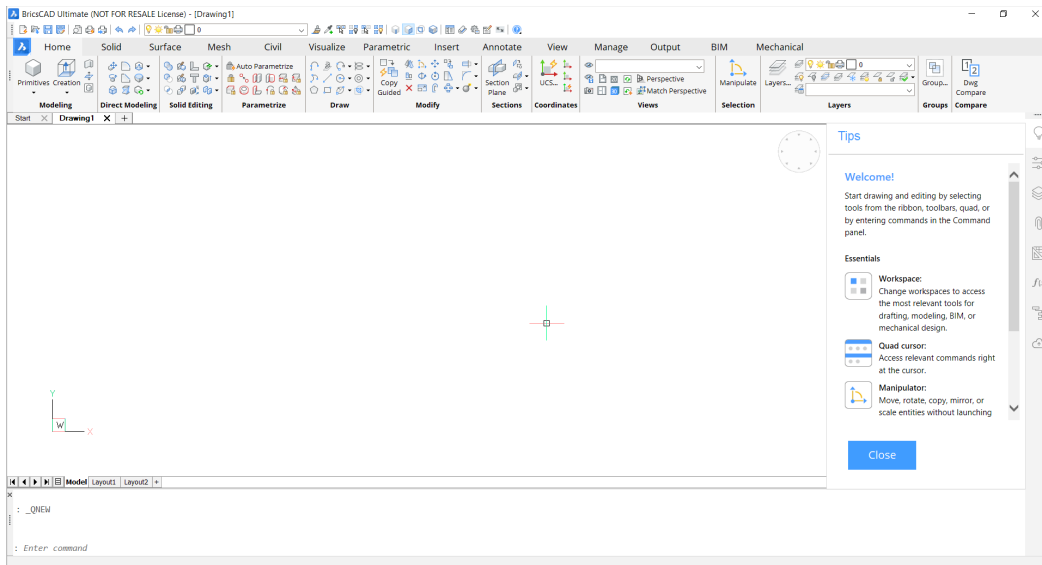 BricsCAD Ultimate (NOT FOR RESALE License) - [Drawing1]
0
Home Solid Surface Mesh Civil Visualize Parametric Insert Annotate View Manage Output BIM Mechanical
Auto Parametrize
0
Perspective
Primitives Creation
Copy
Guided
Section
Plane
UCS...
Match Perspective
Manipulate
Layers...
Group...
1
2
Dwg
Compare
Modeling Direct Modeling Solid Editing Parametrize Draw Modify Sections Coordinates Views Selection Layers Groups Compare
Start Drawing1
Tips
Welcome!
Start drawing and editing by selecting
tools from the ribbon, toolbars, quad, or
by entering commands in the Command
panel.
Essentials
Workspace:
Change workspaces to access
the most relevant tools for
drafting, modeling, BIM, or
mechanical design.
Quad cursor:
Access relevant commands right
at the cursor.
Manipulator:
Move, rotate, copy, mirror, or
scale entities without launching
Close
Y
W
X
Model Layout1 Layout2 +
: _QNEW
: Enter command